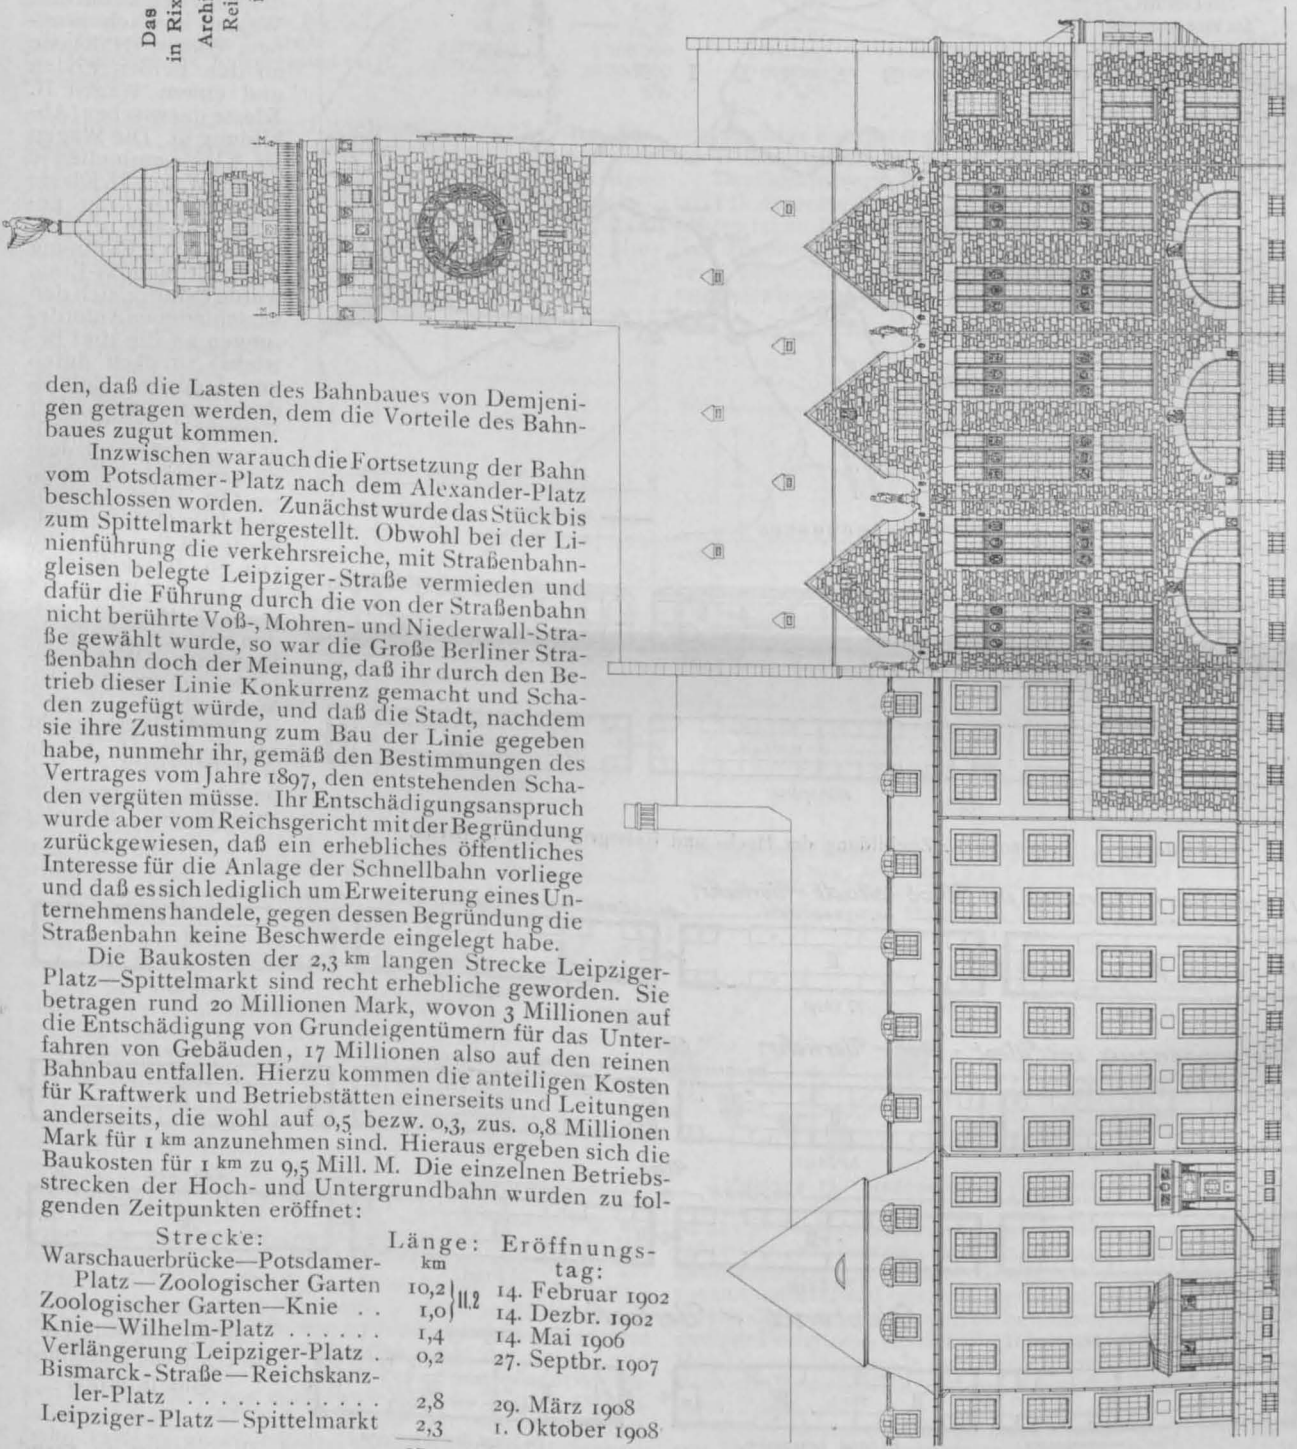 Das
in Rix
Archi
Rei
den, daß die Lasten des Bahnbaues von Demjeni-
gen getragen werden, dem die Vorteile des Bahn-
baues zugut kommen.
Inzwischen war auch die Fortsetzung der Bahn
vom Potsdamer-Platz nach dem Alexander-Platz
beschlossen worden. Zunächst wurde das Stück bis
zum Spittelmarkt hergestellt. Obwohl bei der Li-
nienführung die verkehrsreiche, mit Straßenbahn-
gleisen belegte Leipziger-Straße vermieden und
dafür die Führung durch die von der Straßenbahn
nicht berührte Voß-, Mohren- und Niederwall-Stra-
ße gewählt wurde, so war die Große Berliner Stra-
ßenbahn doch der Meinung, daß ihr durch den Be-
trieb dieser Linie Konkurrenz gemacht und Scha-
den zugefügt würde, und daß die Stadt, nachdem
sie ihre Zustimmung zum Bau der Linie gegeben
habe, nunmehr ihr, gemäß den Bestimmungen des
Vertrages vom Jahre 1897, den entstehenden Scha-
den vergüten müsse. Ihr Entschädigungsanspruch
wurde aber vom Reichsgericht mit der Begründung
zurückgewiesen, daß ein erhebliches öffentliches
Interesse für die Anlage der Schnellbahn vorliege
und daß es sich lediglich um Erweiterung eines Un-
ternehmens handele, gegen dessen Begründung die
Straßenbahn keine Beschwerde eingelegt habe.
Die Baukosten der 2,3 km langen Strecke Leipziger-
Platz—Spittelmarkt sind recht erhebliche geworden. Sie
betragen rund 20 Millionen Mark, wovon 3 Millionen auf
die Entschädigung von Grundeigentümern für das Unter-
fahren von Gebäuden, 17 Millionen also auf den reinen
Bahnbau entfallen. Hierzu kommen die anteiligen Kosten
für Kraftwerk und Betriebstätten einerseits und Leitungen
anderseits, die wohl auf 0,5 bezw. 0,3, zus. 0,8 Millionen
Mark für 1 km anzunehmen sind. Hieraus ergeben sich die
Baukosten für 1 km zu 9,5 Mill. M. Die einzelnen Betriebs-
strecken der Hoch- und Untergrundbahn wurden zu fol-
genden Zeitpunkten eröffnet:
Strecke: Länge: Eröffnungs-
Warschauerbrücke—Potsdamer- km tag:
Platz—Zoologischer Garten 10,2 } 11.2 14. Februar 1902
Zoologischer Garten—Knie . . 1,0 } 14. Dezbr. 1902
Knie—Wilhelm-Platz . . . . . . 1,4 14. Mai 1906
Verlängerung Leipziger-Platz . 0,2 27. Septbr. 1907
Bismarck-Straße—Reichskanz-
ler-Platz . . . . . . . . . . . . 2,8 29. März 1908
Leipziger-Platz—Spittelmarkt 2,3 1. Oktober 1908